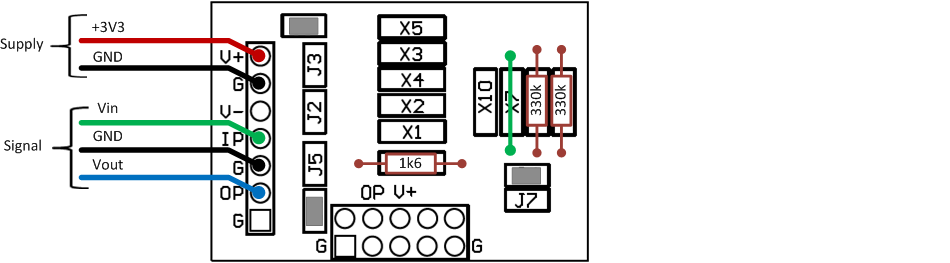 Supply
+3V3
GND
Signal
Vin
GND
Vout
V+
G
V-
IP
G
OP
G
J3
J2
J5
X5
X3
X4
X2
X1
1k6
OP V+
G
G
X10
X7
330k
330k
J7